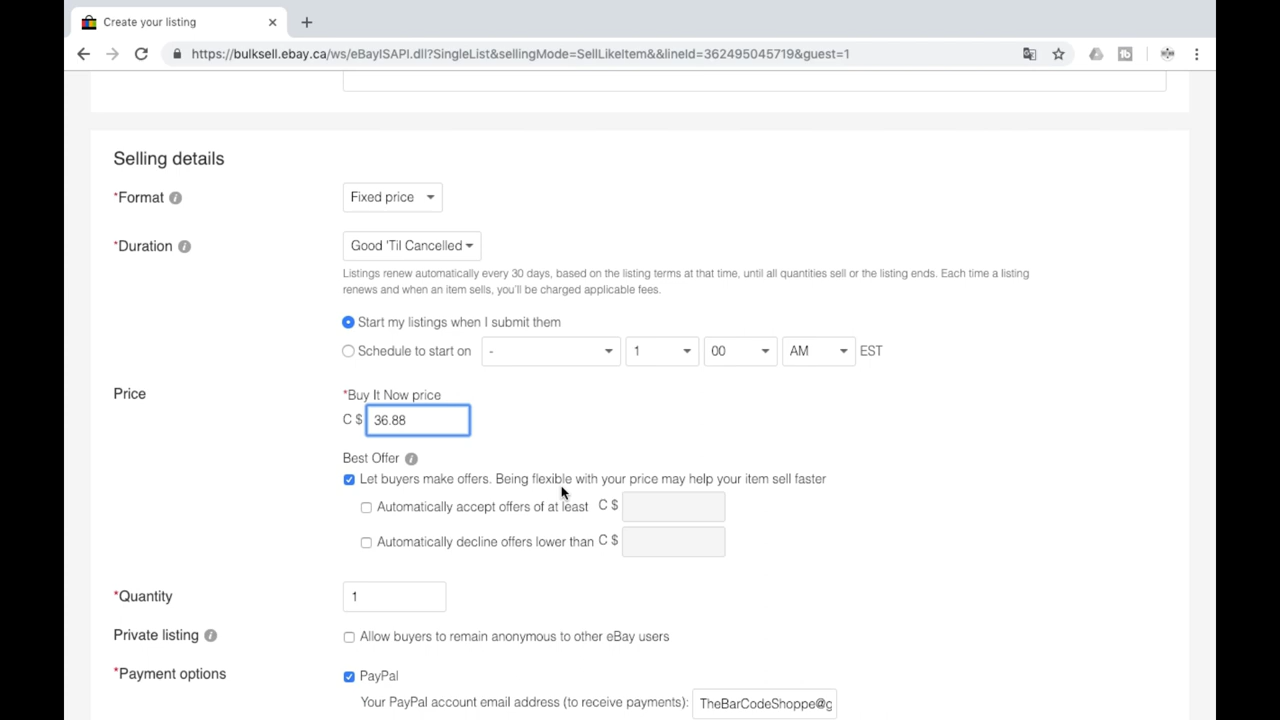 Create your listing
https://bulksell.ebay.ca/ws/eBayISAPI.dll?SingleList&sellingMode=SellLikeItem&&lineId=362495045719&guest=1
Selling details
*Format
Fixed price
*Duration
Good 'Til Cancelled
Listings renew automatically every 30 days, based on the listing terms at that time, until all quantities sell or the listing ends. Each time a listing
renews and when an item sells, you'll be charged applicable fees.
Start my listings when I submit them
Schedule to start on - 1 00 AM EST
Price
*Buy It Now price
C $ 36.88
Best Offer
Let buyers make offers. Being flexible with your price may help your item sell faster
Automatically accept offers of at least C $
Automatically decline offers lower than C $
*Quantity
1
Private listing
Allow buyers to remain anonymous to other eBay users
*Payment options
PayPal
Your PayPal account email address (to receive payments): TheBarCodeShoppe@g